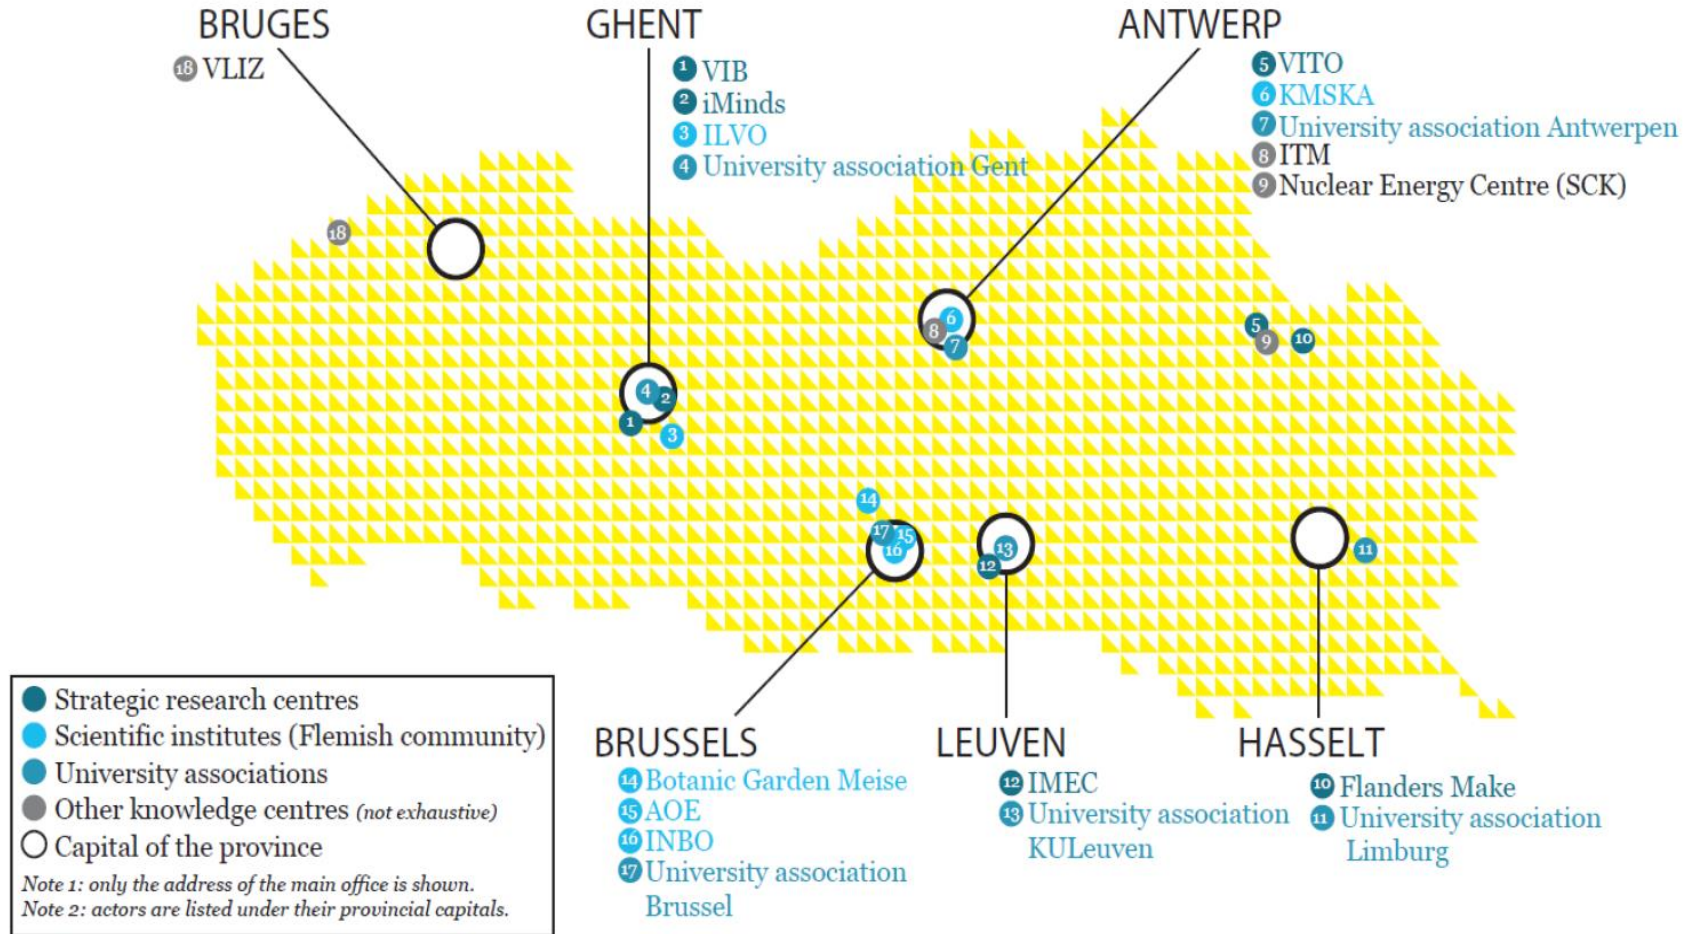 BRUGES
18 VLIZ
GHENT
1 VIB
2 iMinds
3 ILVO
4 University association Gent
ANTWERP
5 VITO
6 KMSKA
7 University association Antwerpen
8 ITM
9 Nuclear Energy Centre (SCK)
18
6
8
7
5
9
10
4
2
1
3
14
17
15
16
13
12
11
Strategic research centres
Scientific institutes (Flemish community)
University associations
Other knowledge centres (not exhaustive)
Capital of the province
Note 1: only the address of the main office is shown.
Note 2: actors are listed under their provincial capitals.
BRUSSELS
14 Botanic Garden Meise
15 AOE
16 INBO
17 University association
Brussel
LEUVEN
12 IMEC
13 University association
KULeuven
HASSELT
10 Flanders Make
11 University association
Limburg